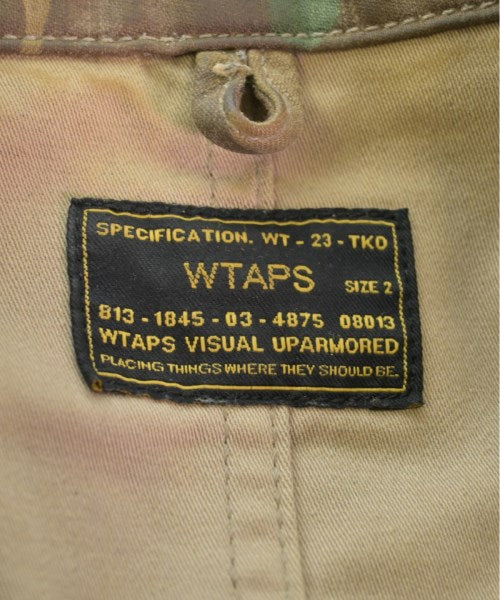 SPECIFICATION. WT - 23 - TKO
WTAPS SIZE 2
813 - 1845 - 03 - 4875 08013
WTAPS VISUAL UPARMORED
PLACING THINGS WHERE THEY SHOULD BE.